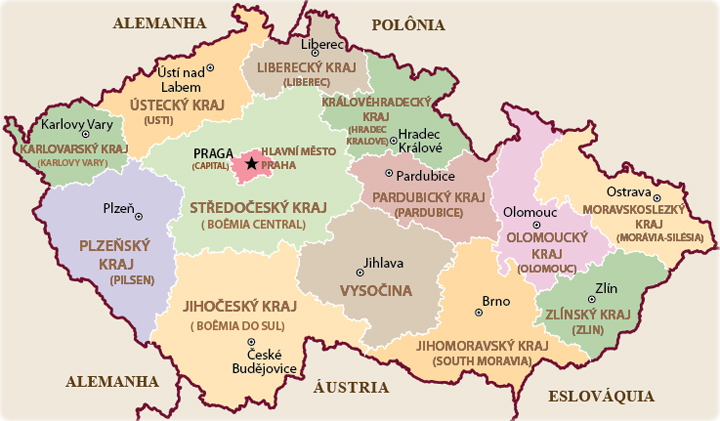 ALEMANHA
POLÔNIA
Liberec
LIBERECKÝ KRAJ
(LIBEREC)
Ústí nad
Labem
ÚSTECKÝ KRAJ
(USTI)
KRÁLOVÉHRADECKÝ
KRAJ
(HRADEC
KRALOVE)
Hradec
Králové
Karlovy Vary
KARLOVARSKÝ KRAJ
(KARLOVY VARY)
PRAGA
(CAPITAL)
HLAVNÍ MĚSTO
PRAHA
Pardubice
PARDUBICKÝ KRAJ
(PARDUBICE)
STŘEDOČESKÝ KRAJ
( BOÊMIA CENTRAL)
Ostrava
MORAVSKOSLEZKÝ
KRAJ
(MORÁVIA-SILÉSIA)
Olomouc
OLOMOUCKÝ
KRAJ
(OLOMOUC)
Plzeň
PLZEŇSKÝ
KRAJ
(PILSEN)
Jihlava
VYSOČINA
Zlín
ZLÍNSKÝ KRAJ
(ZLIN)
Brno
JIHOMORAVSKÝ KRAJ
(SOUTH MORAVIA)
JIHOČESKÝ KRAJ
( BOÊMIA DO SUL)
České
Budějovice
ALEMANHA
ÁUSTRIA
ESLOVÁQUIA